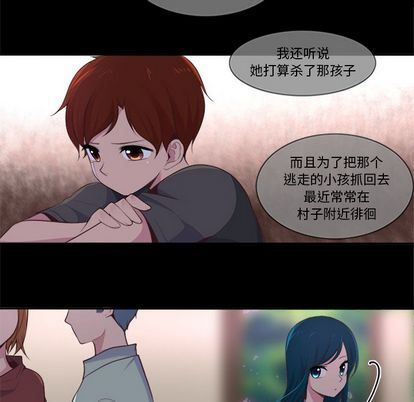 我还听说
她打算杀了那孩子
而且为了把那个
逃走的小孩抓回去
最近常常在
村子附近徘徊